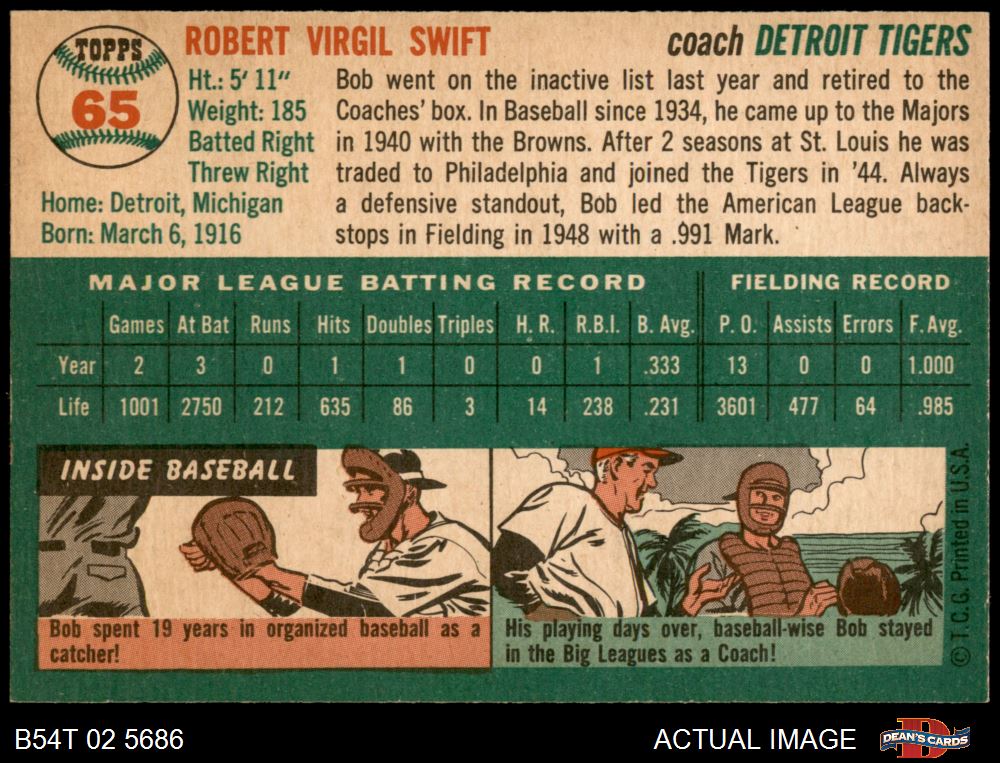 TOPPS
65
ROBERT VIRGIL SWIFT
coach DETROIT TIGERS
Ht.: 5' 11"
Weight: 185
Batted Right
Threw Right
Home: Detroit, Michigan
Born: March 6, 1916
Bob went on the inactive list last year and retired to the
Coaches' box. In Baseball since 1934, he came up to the Majors
in 1940 with the Browns. After 2 seasons at St. Louis he was
traded to Philadelphia and joined the Tigers in '44. Always
a defensive standout, Bob led the American League back-
stops in Fielding in 1948 with a .991 Mark.
MAJOR LEAGUE BATTING RECORD FIELDING RECORD
Games At Bat Runs Hits Doubles Triples H. R. R.B.I. B. Avg. P. O. Assists Errors F. Avg.
Year 2 3 0 1 1 0 0 1 .333 13 0 0 1.000
Life 1001 2750 212 635 86 3 14 238 .231 3601 477 64 .985
INSIDE BASEBALL
Bob spent 19 years in organized baseball as a
catcher!
His playing days over, baseball-wise Bob stayed
in the Big Leagues as a Coach!
© T. C. G. Printed in U.S.A.
B54T 02 5686
ACTUAL IMAGE
DEAN'S CARDS